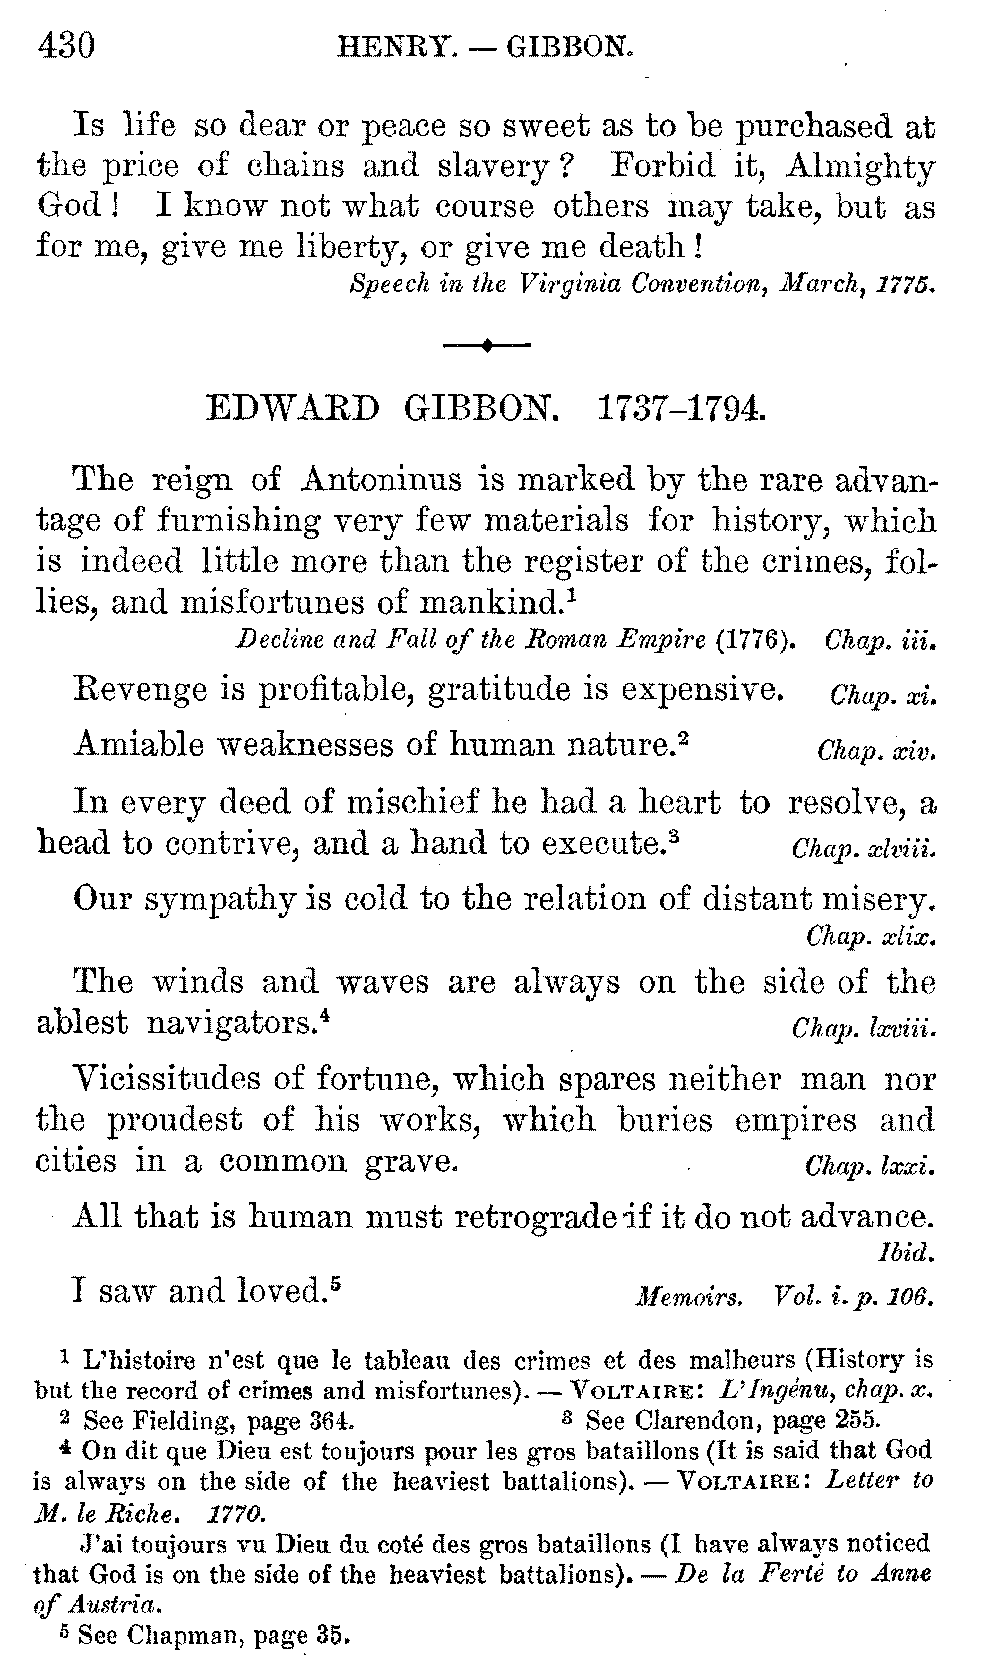 430 HENRY. — GIBBON.
Is life so dear or peace so sweet as to be purchased at
the price of chains and slavery? Forbid it, Almighty
God! I know not what course others may take, but as
for me, give me liberty, or give me death!
Speech in the Virginia Convention, March, 1775.
EDWARD GIBBON. 1737–1794.
The reign of Antoninus is marked by the rare advan-
tage of furnishing very few materials for history, which
is indeed little more than the register of the crimes, fol-
lies, and misfortunes of mankind.¹
Decline and Fall of the Roman Empire (1776). Chap. iii.
Revenge is profitable, gratitude is expensive. Chap. xi.
Amiable weaknesses of human nature.² Chap. xiv.
In every deed of mischief he had a heart to resolve, a
head to contrive, and a hand to execute.³ Chap. xlviii.
Our sympathy is cold to the relation of distant misery.
Chap. xlix.
The winds and waves are always on the side of the
ablest navigators.⁴ Chap. lxviii.
Vicissitudes of fortune, which spares neither man nor
the proudest of his works, which buries empires and
cities in a common grave. Chap. lxxi.
All that is human must retrograde if it do not advance.
Ibid.
I saw and loved.⁵ Memoirs. Vol. i. p. 106.
¹ L'histoire n'est que le tableau des crimes et des malheurs (History is
but the record of crimes and misfortunes). — VOLTAIRE: L'Ingénu, chap. x.
² See Fielding, page 364. ³ See Clarendon, page 255.
⁴ On dit que Dieu est toujours pour les gros bataillons (It is said that God
is always on the side of the heaviest battalions). — VOLTAIRE: Letter to
M. le Riche. 1770.
J'ai toujours vu Dieu du coté des gros bataillons (I have always noticed
that God is on the side of the heaviest battalions). — De la Ferté to Anne
of Austria.
⁵ See Chapman, page 35.